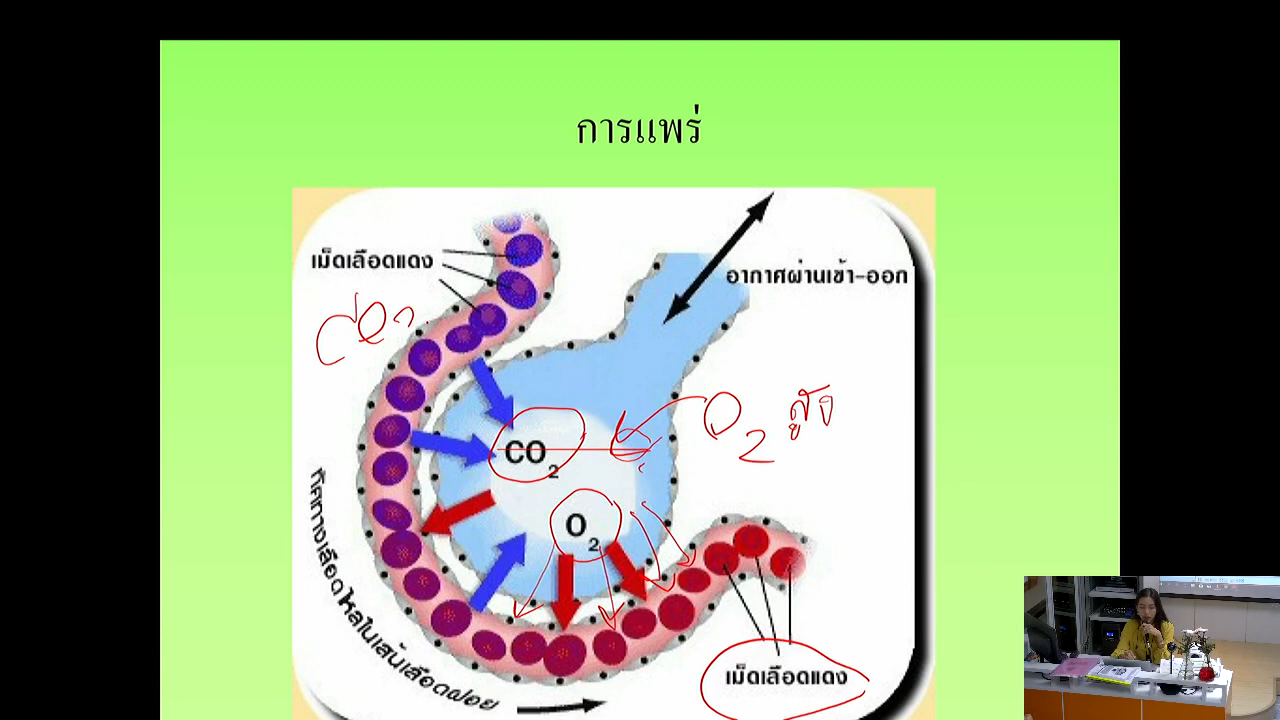 การแพร่
เม็ดเลือดแดง
อากาศผ่านเข้า-ออก
O2 สูง
CO2
O2
ทิศทางเลือดไหลในเส้นเลือดฝอย
เม็ดเลือดแดง